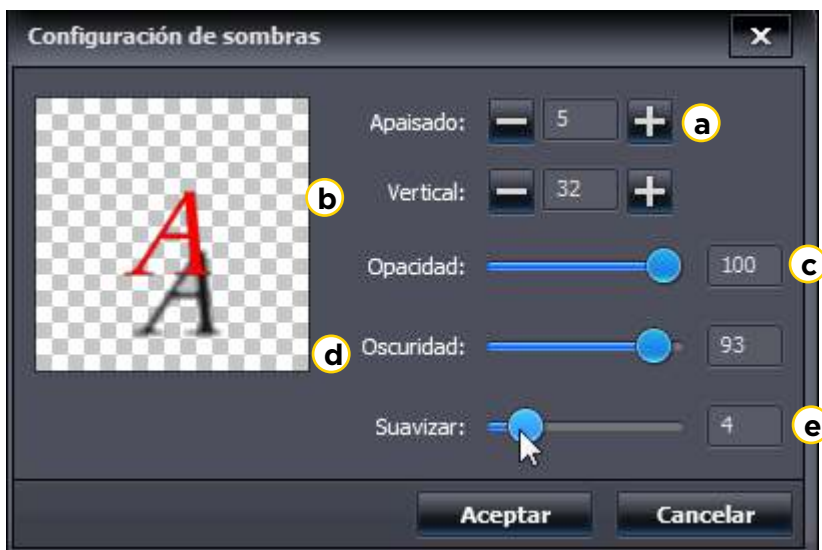 Configuración de sombras
Apaisado: 5 a
b Vertical: 32
Opacidad: 100 c
d Oscuridad: 93
Suavizar: 4 e
A
A
Aceptar Cancelar